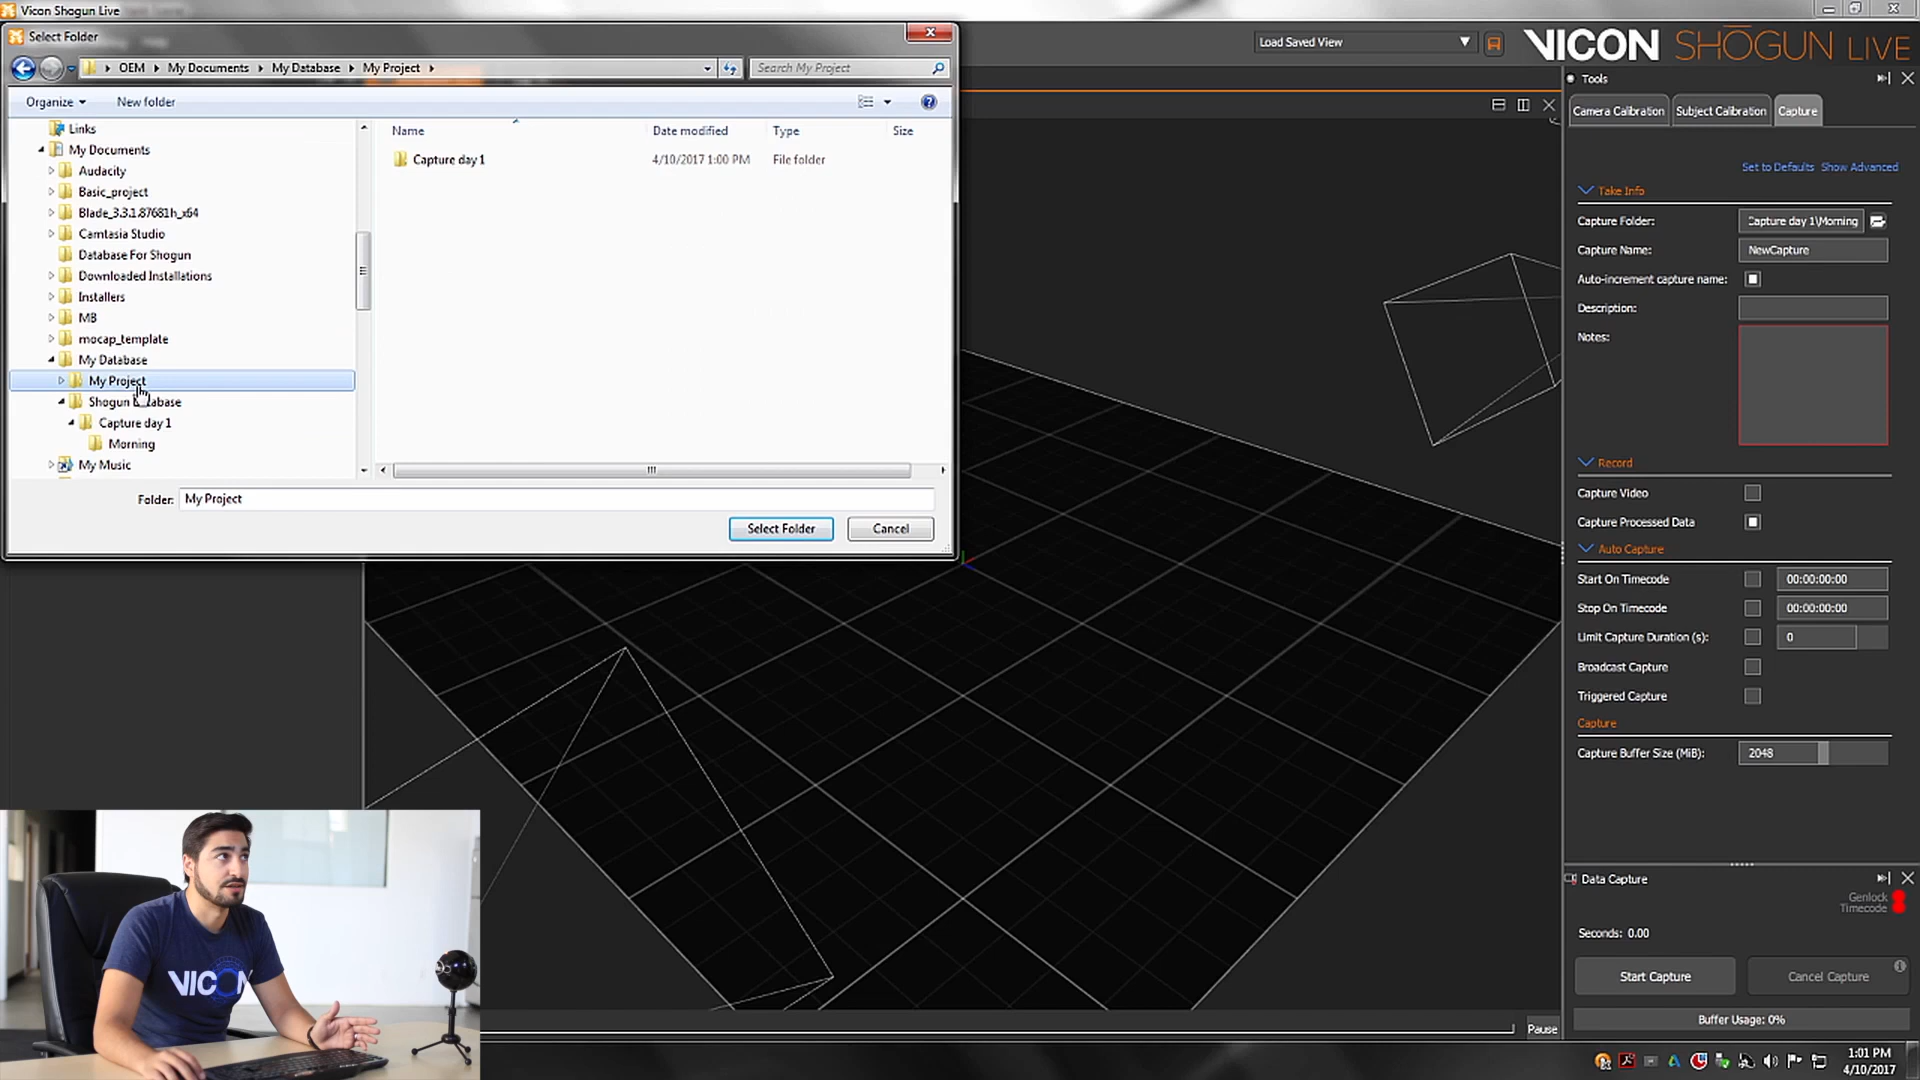 Vicon Shogun Live
Select Folder
OEM My Documents My Database My Project
Search My Project
Organize New folder
Links
My Documents
Audacity
Basic_project
Blade_3.3.1.87681h_x64
Camtasia Studio
Database For Shogun
Downloaded Installations
Installers
MB
mocap_template
My Database
My Project
Shogun Database
Capture day 1
Morning
My Music
Name Date modified Type Size
Capture day 1 4/10/2017 1:00 PM File folder
Folder: My Project
Select Folder Cancel
Load Saved View
VICON SHOGUN LIVE
Tools
Camera Calibration Subject Calibration Capture
Set to Defaults Show Advanced
Take Info
Capture Folder: Capture day 1\Morning
Capture Name: NewCapture
Auto-increment capture name:
Description:
Notes:
Record
Capture Video
Capture Processed Data
Auto Capture
Start On Timecode 00:00:00:00
Stop On Timecode 00:00:00:00
Limit Capture Duration (s): 0
Broadcast Capture
Triggered Capture
Capture
Capture Buffer Size (MiB): 2048
Data Capture
Genlock
Timecode
Seconds: 0.00
Start Capture Cancel Capture
Buffer Usage: 0%
Pause
VICON
1:01 PM
4/10/2017